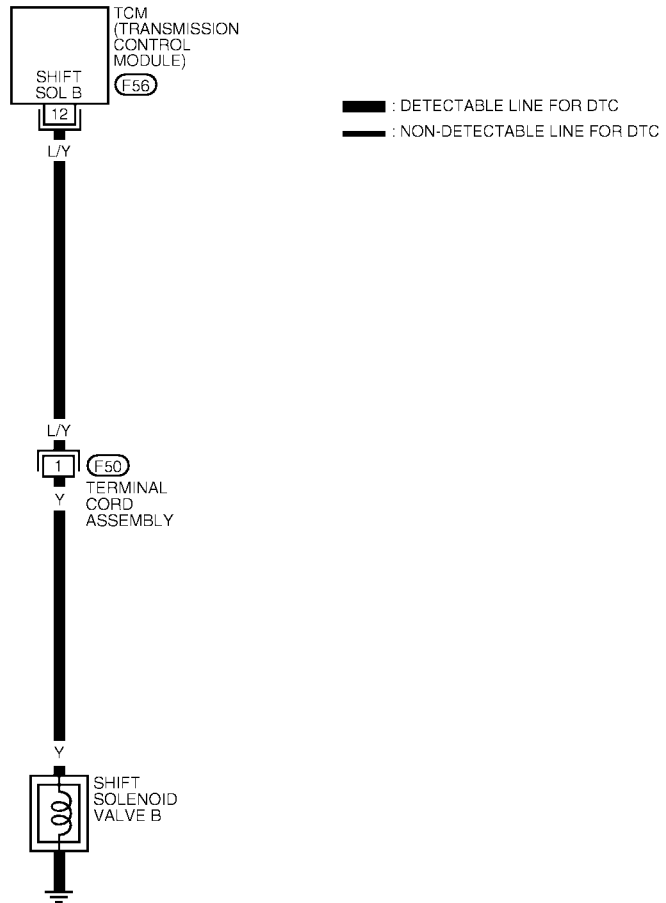 TCM
(TRANSMISSION
CONTROL
MODULE)
SHIFT
SOL B
F56
12
L/Y
: DETECTABLE LINE FOR DTC
: NON-DETECTABLE LINE FOR DTC
L/Y
1
F50
Y
TERMINAL
CORD
ASSEMBLY
Y
SHIFT
SOLENOID
VALVE B